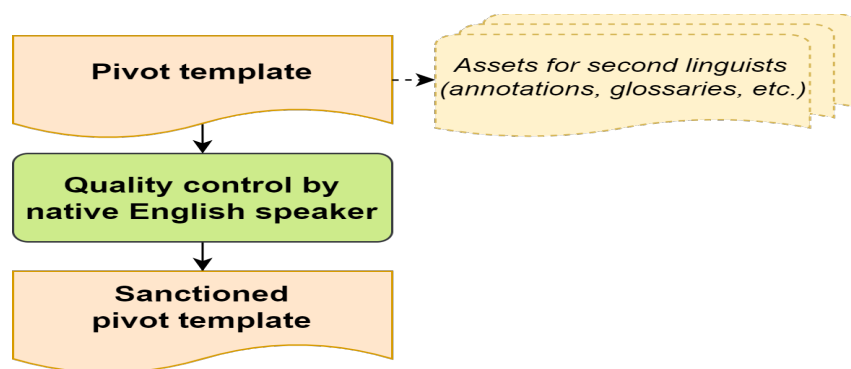 Pivot template
Assets for second linguists
(annotations, glossaries, etc.)
Quality control by
native English speaker
Sanctioned
pivot template